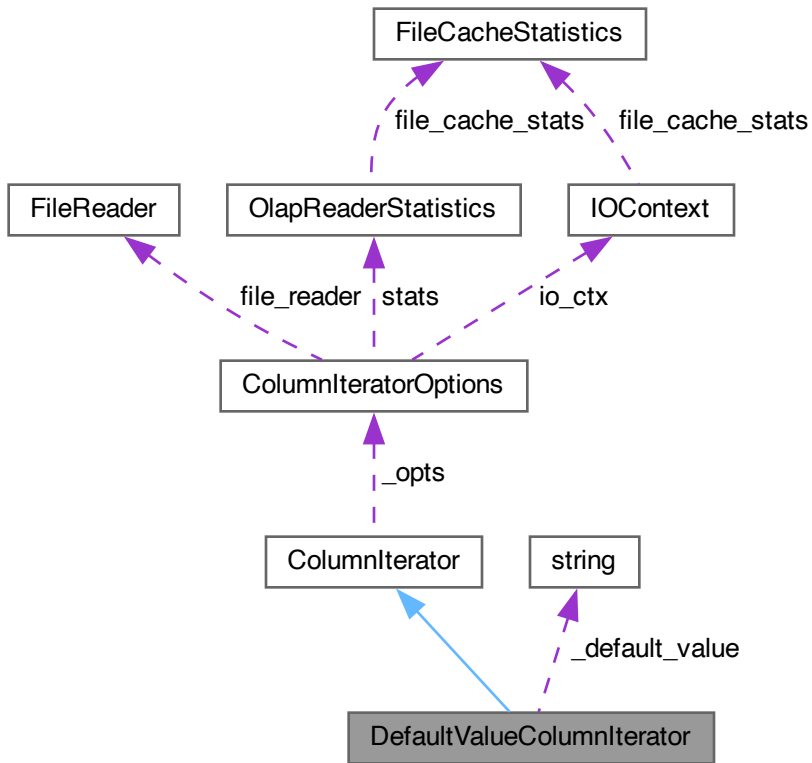 FileCacheStatistics
file_cache_stats
file_cache_stats
FileReader
OlapReaderStatistics
IOContext
file_reader
stats
io_ctx
ColumnIteratorOptions
_opts
ColumnIterator
string
_default_value
DefaultValueColumnIterator